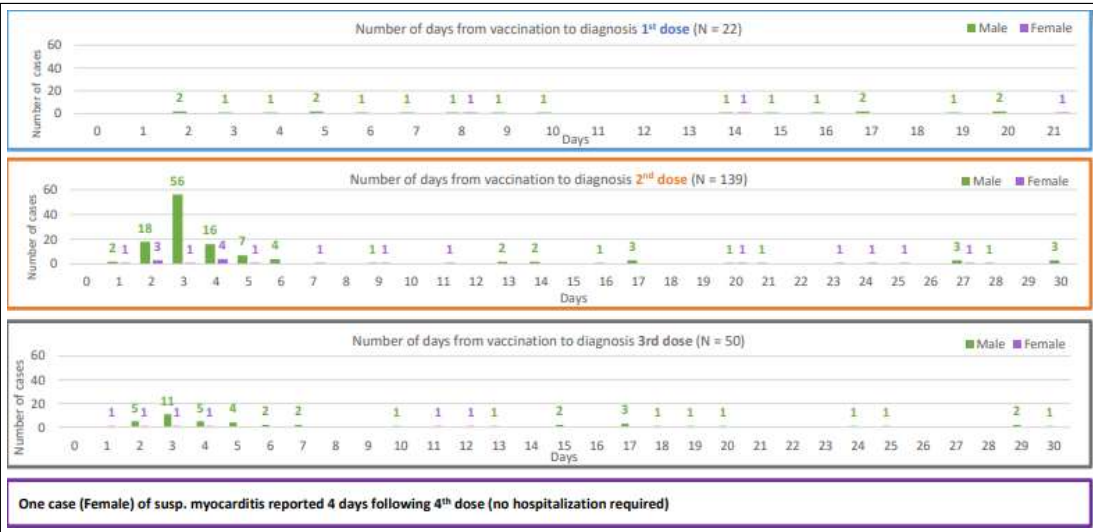 Number of days from vaccination to diagnosis 1st dose (N = 22)
Male Female
Number of cases
60
40
20
0
2 1 1 2 1 1 1 1 1 1 1 1 1 1 2 1 2 1
0 1 2 3 4 5 6 7 8 9 10 11 12 13 14 15 16 17 18 19 20 21
Days
Number of days from vaccination to diagnosis 2nd dose (N = 139)
Male Female
Number of cases
60
40
20
0
2 1 18 3 56 1 16 4 7 1 4 1 1 1 1 2 2 1 3 1 1 1 1 1 1 3 1 1 3
0 1 2 3 4 5 6 7 8 9 10 11 12 13 14 15 16 17 18 19 20 21 22 23 24 25 26 27 28 29 30
Days
Number of days from vaccination to diagnosis 3rd dose (N = 50)
Male Female
Number of cases
60
40
20
0
1 5 1 11 1 5 1 4 2 2 1 1 1 1 2 3 1 1 1 1 1 2 1
0 1 2 3 4 5 6 7 8 9 10 11 12 13 14 15 16 17 18 19 20 21 22 23 24 25 26 27 28 29 30
Days
One case (Female) of susp. myocarditis reported 4 days following 4th dose (no hospitalization required)